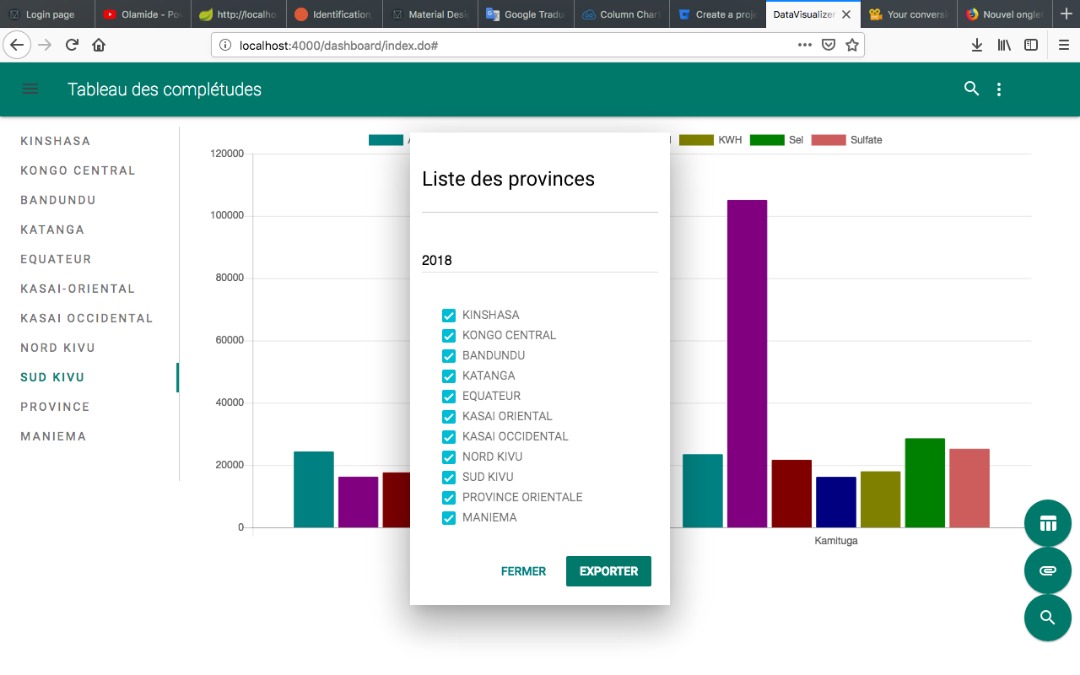 Login page
Olamide - Po
http://localho
Identification,
Material Desi
Google Tradu
Column Char
Create a proj
DataVisualizer
Your convers
Nouvel ongle
localhost:4000/dashboard/index.do#
Tableau des complétudes
KINSHASA
KONGO CENTRAL
BANDUNDU
KATANGA
EQUATEUR
KASAI-ORIENTAL
KASAI OCCIDENTAL
NORD KIVU
SUD KIVU
PROVINCE
MANIEMA
KWH
Sel
Sulfate
120000
100000
80000
60000
40000
20000
0
Kamituga
Liste des provinces
2018
KINSHASA
KONGO CENTRAL
BANDUNDU
KATANGA
EQUATEUR
KASAI ORIENTAL
KASAI OCCIDENTAL
NORD KIVU
SUD KIVU
PROVINCE ORIENTALE
MANIEMA
FERMER
EXPORTER